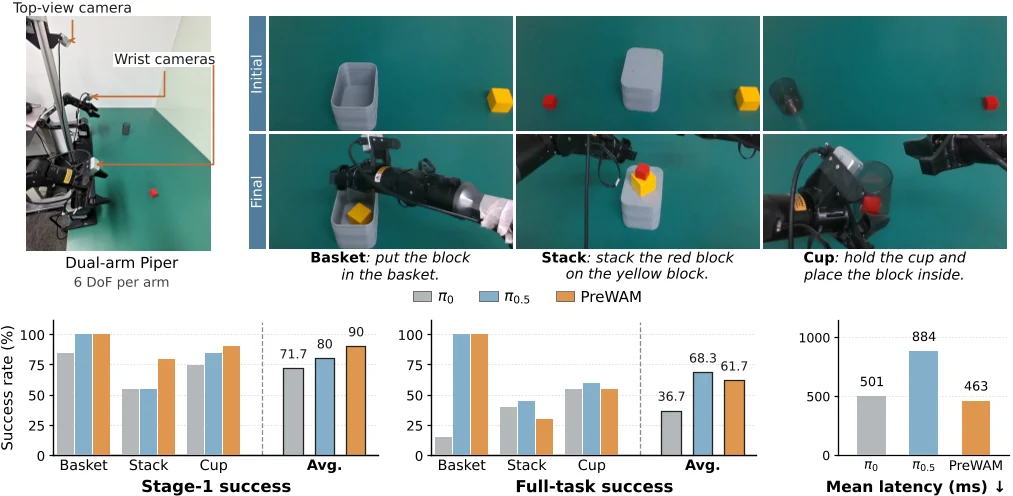 Top-view camera
Wrist cameras
Dual-arm Piper
6 DoF per arm
Initial
Final
Basket: put the block
in the basket.
Stack: stack the red block
on the yellow block.
Cup: hold the cup and
place the block inside.
π0
π0.5
PreWAM
Success rate (%)
100
75
50
25
0
71.7
80
90
Basket
Stack
Cup
Avg.
Stage-1 success
100
75
50
25
0
36.7
68.3
61.7
Basket
Stack
Cup
Avg.
Full-task success
1000
500
0
501
884
463
π0
π0.5
PreWAM
Mean latency (ms) ↓